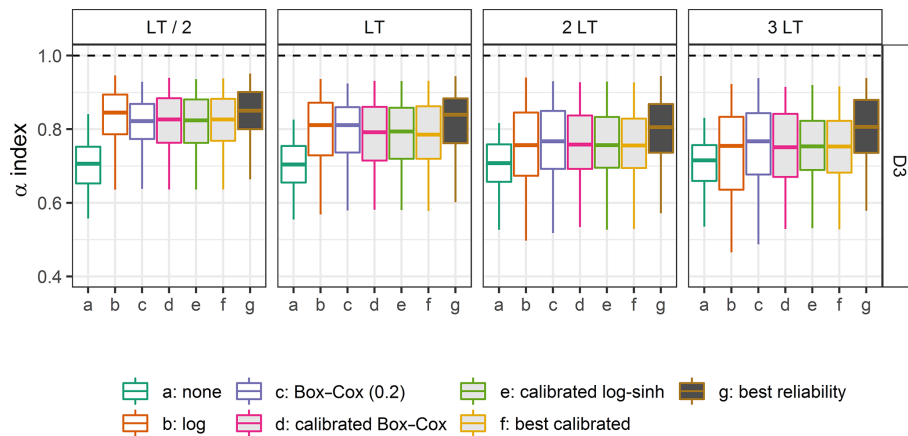 LT / 2 LT 2 LT 3 LT
1.0
0.8
0.6
0.4
α index
D3
a b c d e f g a b c d e f g a b c d e f g a b c d e f g
a: none c: Box–Cox (0.2) e: calibrated log-sinh g: best reliability
b: log d: calibrated Box–Cox f: best calibrated